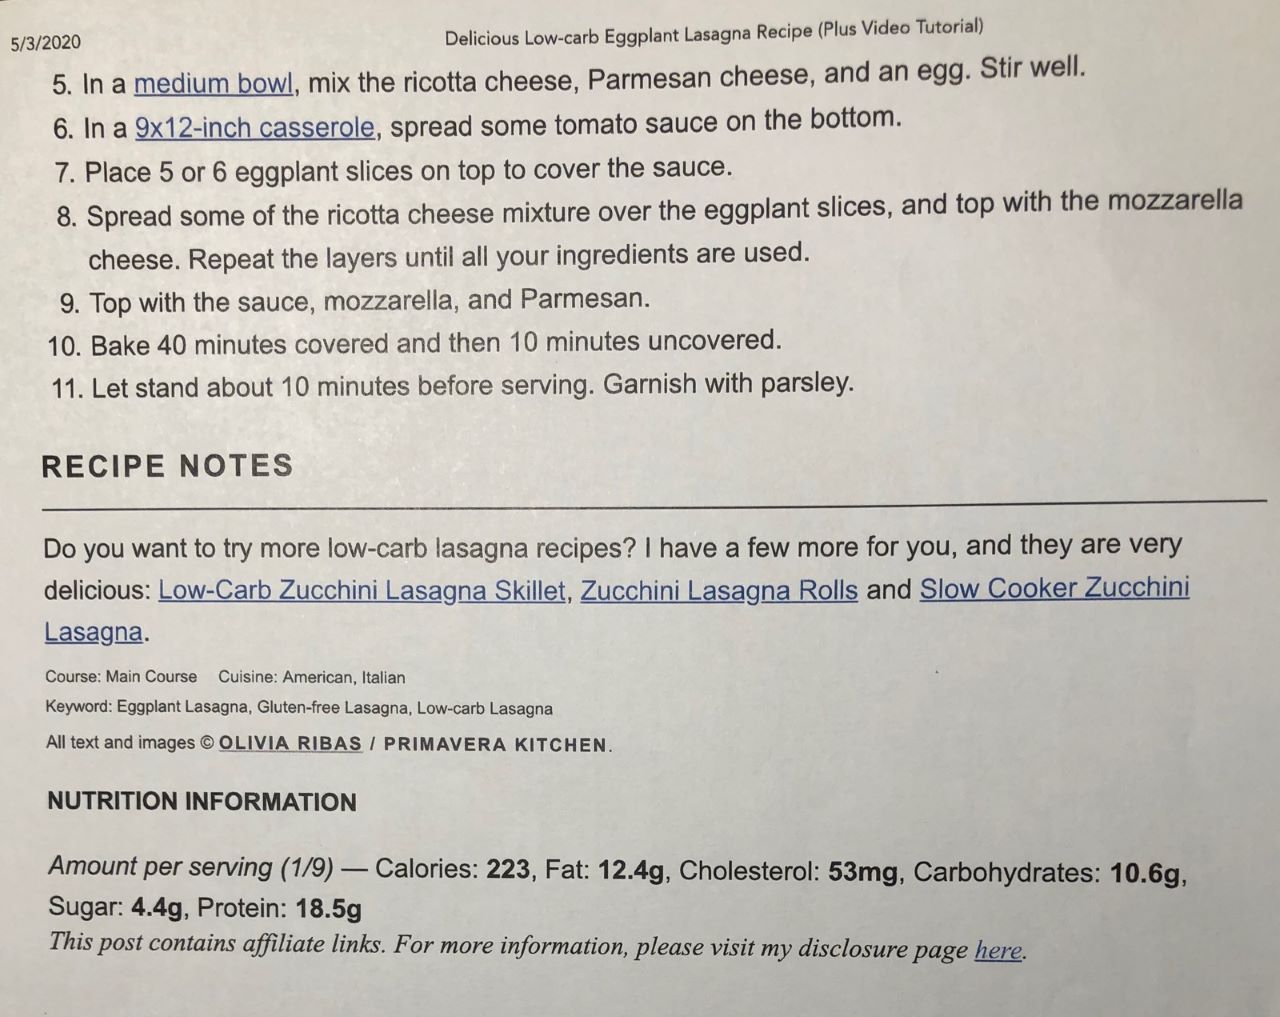 5/3/2020 Delicious Low-carb Eggplant Lasagna Recipe (Plus Video Tutorial)
5. In a medium bowl, mix the ricotta cheese, Parmesan cheese, and an egg. Stir well.
6. In a 9x12-inch casserole, spread some tomato sauce on the bottom.
7. Place 5 or 6 eggplant slices on top to cover the sauce.
8. Spread some of the ricotta cheese mixture over the eggplant slices, and top with the mozzarella
cheese. Repeat the layers until all your ingredients are used.
9. Top with the sauce, mozzarella, and Parmesan.
10. Bake 40 minutes covered and then 10 minutes uncovered.
11. Let stand about 10 minutes before serving. Garnish with parsley.
RECIPE NOTES
Do you want to try more low-carb lasagna recipes? I have a few more for you, and they are very
delicious: Low-Carb Zucchini Lasagna Skillet, Zucchini Lasagna Rolls and Slow Cooker Zucchini
Lasagna.
Course: Main Course Cuisine: American, Italian
Keyword: Eggplant Lasagna, Gluten-free Lasagna, Low-carb Lasagna
All text and images © OLIVIA RIBAS / PRIMAVERA KITCHEN.
NUTRITION INFORMATION
Amount per serving (1/9) — Calories: 223, Fat: 12.4g, Cholesterol: 53mg, Carbohydrates: 10.6g,
Sugar: 4.4g, Protein: 18.5g
This post contains affiliate links. For more information, please visit my disclosure page here.